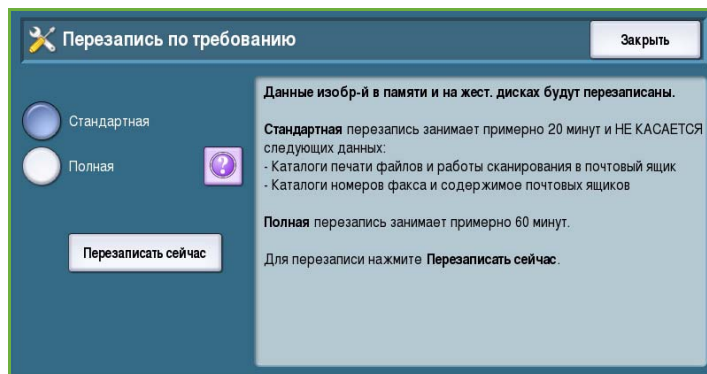 Перезапись по требованию
Закрыть
Стандартная
Полная
?
Перезаписать сейчас
Данные изобр-й в памяти и на жест. дисках будут перезаписаны.
Стандартная перезапись занимает примерно 20 минут и НЕ КАСАЕТСЯ
следующих данных:
- Каталоги печати файлов и работы сканирования в почтовый ящик
- Каталоги номеров факса и содержимое почтовых ящиков
Полная перезапись занимает примерно 60 минут.
Для перезаписи нажмите Перезаписать сейчас.